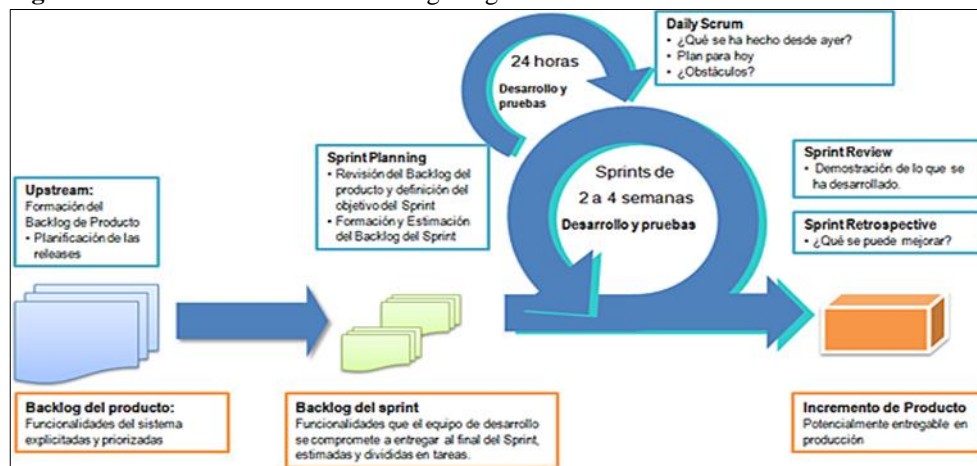 Daily Scrum
• ¿Qué se ha hecho desde ayer?
• Plan para hoy
• ¿Obstáculos?
24 horas
Desarrollo y
pruebas
Sprint Planning
• Revisión del Backlog del
producto y definición del
objetivo del Sprint
• Formación y Estimación
del Backlog del Sprint
Sprints de
2 a 4 semanas
Desarrollo y pruebas
Sprint Review
• Demostración de lo que se
ha desarrollado.
Upstream:
Formación del
Backlog de Producto
• Planificación de las
releases
Sprint Retrospective
• ¿Qué se puede mejorar?
Backlog del producto:
Funcionalidades del sistema
explicitadas y priorizadas
Backlog del sprint
Funcionalidades que el equipo de desarrollo
se compromete a entregar al final del Sprint,
estimadas y divididas en tareas.
Incremento de Producto
Potencialmente entregable en
producción